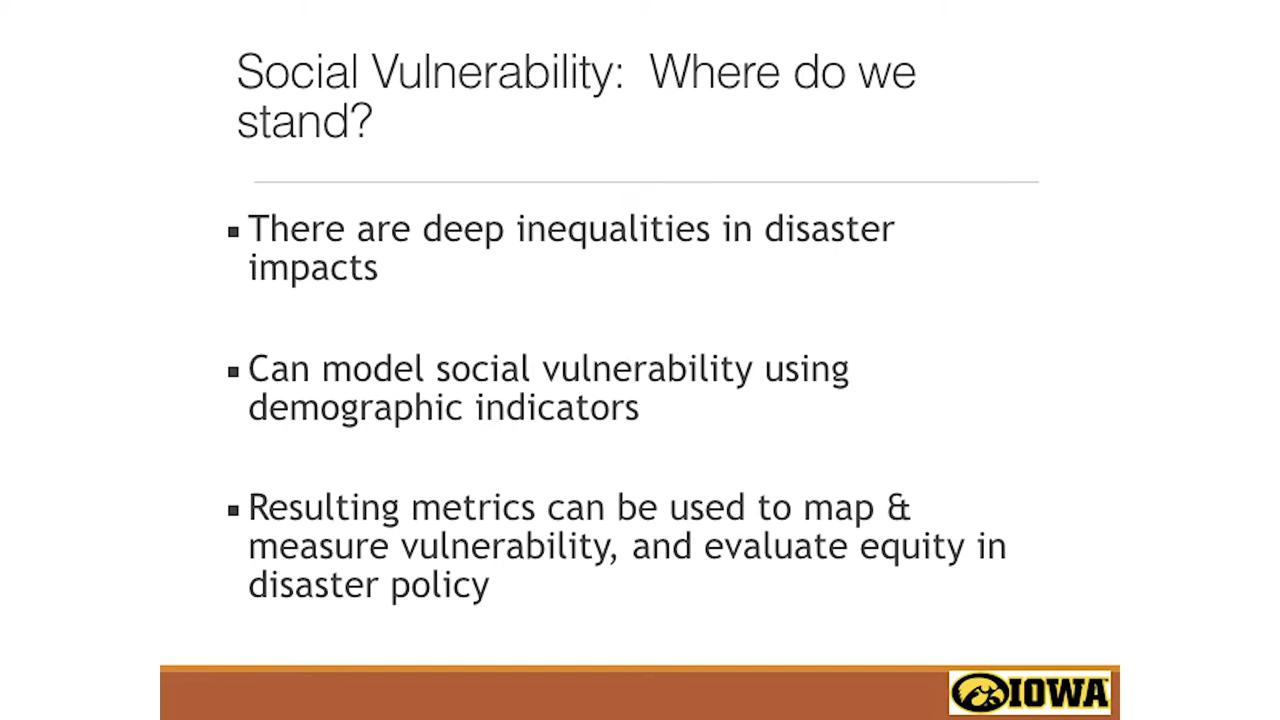 Social Vulnerability: Where do we
stand?
▪ There are deep inequalities in disaster
impacts
▪ Can model social vulnerability using
demographic indicators
▪ Resulting metrics can be used to map &
measure vulnerability, and evaluate equity in
disaster policy
IOWA